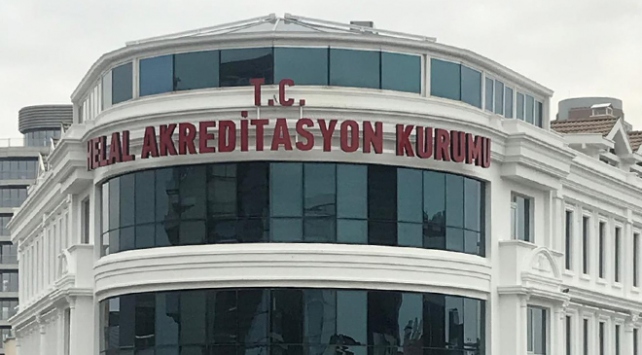 T.C.
HELAL AKREDİTASYON KURUMU